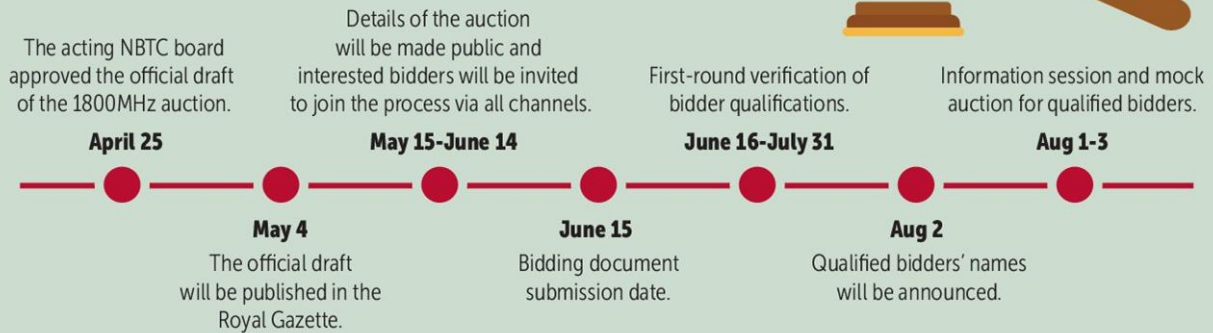 The acting NBTC board
approved the official draft
of the 1800MHz auction.
April 25
May 4
The official draft
will be published in the
Royal Gazette.
Details of the auction
will be made public and
interested bidders will be invited
to join the process via all channels.
May 15-June 14
June 15
Bidding document
submission date.
First-round verification of
bidder qualifications.
June 16-July 31
Aug 2
Qualified bidders’ names
will be announced.
Information session and mock
auction for qualified bidders.
Aug 1-3